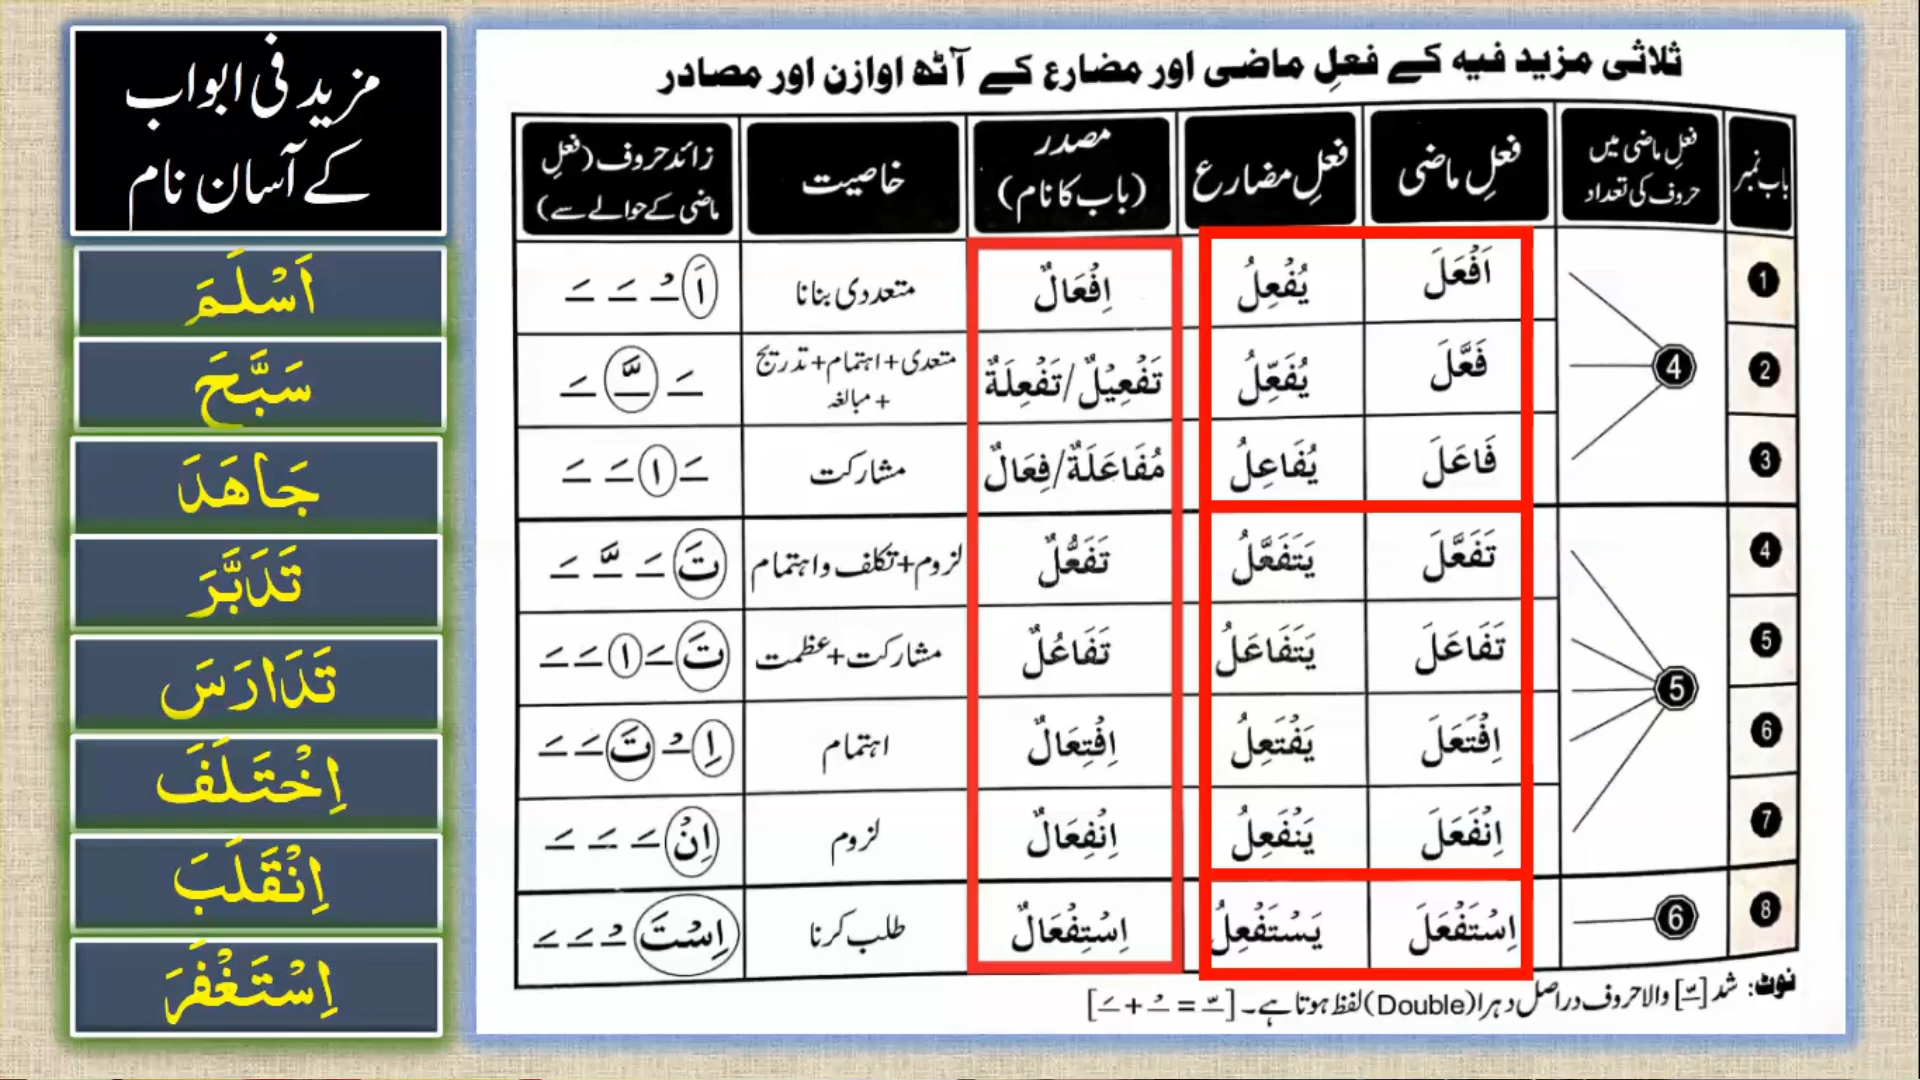 مزید فی ابواب
کے آسان نام
اَسْلَمَ
سَبَّحَ
جَاهَدَ
تَدَبَّرَ
تَدَارَسَ
اِخْتَلَفَ
اِنْقَلَبَ
اِسْتَغْفَرَ
ثلاثی مزید فیہ کے فعلِ ماضی اور مضارع کے آٹھ اوازن اور مصادر
باب نمبر | فعلِ ماضی میں حروف کی تعداد | فعلِ ماضی | فعلِ مضارع | مصدر (باب کا نام) | خاصیت | زائد حروف (فعلِ ماضی کے حوالے سے)
1 | 4 | اَفْعَلَ | يُفْعِلُ | اِفْعَالٌ | متعددی بنانا | اَ ـْ ـَ ـَ
2 | فَعَّلَ | يُفَعِّلُ | تَفْعِيْلٌ/تَفْعِلَةٌ | متعدی+اہتمام+تدریج + مبالغہ | ـَ ـَّ ـَ
3 | فَاعَلَ | يُفَاعِلُ | مُفَاعَلَةٌ/فِعَالٌ | مشارکت | ـَ ا ـَ ـَ
4 | 5 | تَفَعَّلَ | يَتَفَعَّلُ | تَفَعُّلٌ | لزوم+تکلف و اہتمام | تَ ـَ ـَّ ـَ
5 | تَفَاعَلَ | يَتَفَاعَلُ | تَفَاعُلٌ | مشارکت+عظمت | تَ ـَ ا ـَ ـَ
6 | اِفْتَعَلَ | يَفْتَعِلُ | اِفْتِعَالٌ | اہتمام | اِ ـْ تَ ـَ ـَ
7 | اِنْفَعَلَ | يَنْفَعِلُ | اِنْفِعَالٌ | لزوم | اِنْ ـَ ـَ ـَ
8 | 6 | اِسْتَفْعَلَ | يَسْتَفْعِلُ | اِسْتِفْعَالٌ | طلب کرنا | اِسْتَ ـْ ـَ ـَ
نوٹ: شد [ـّ] والا حروف در اصل دہرا (Double) لفظ ہوتا ہے۔ [ـَّ = ـْ + ـَ]